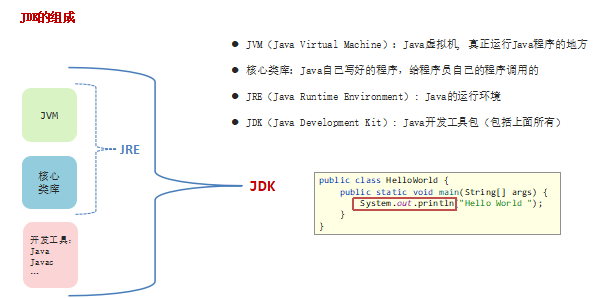 JDK的组成
● JVM（Java Virtual Machine）：Java虚拟机, 真正运行Java程序的地方
● 核心类库：Java自己写好的程序，给程序员自己的程序调用的
● JRE（Java Runtime Environment）：Java的运行环境
● JDK（Java Development Kit）：Java开发工具包（包括上面所有）
JVM
JRE
核心
类库
JDK
开发工具：
Java
Javac
…
public class HelloWorld {
public static void main(String[] args) {
System.out.println("Hello World ");
}
}